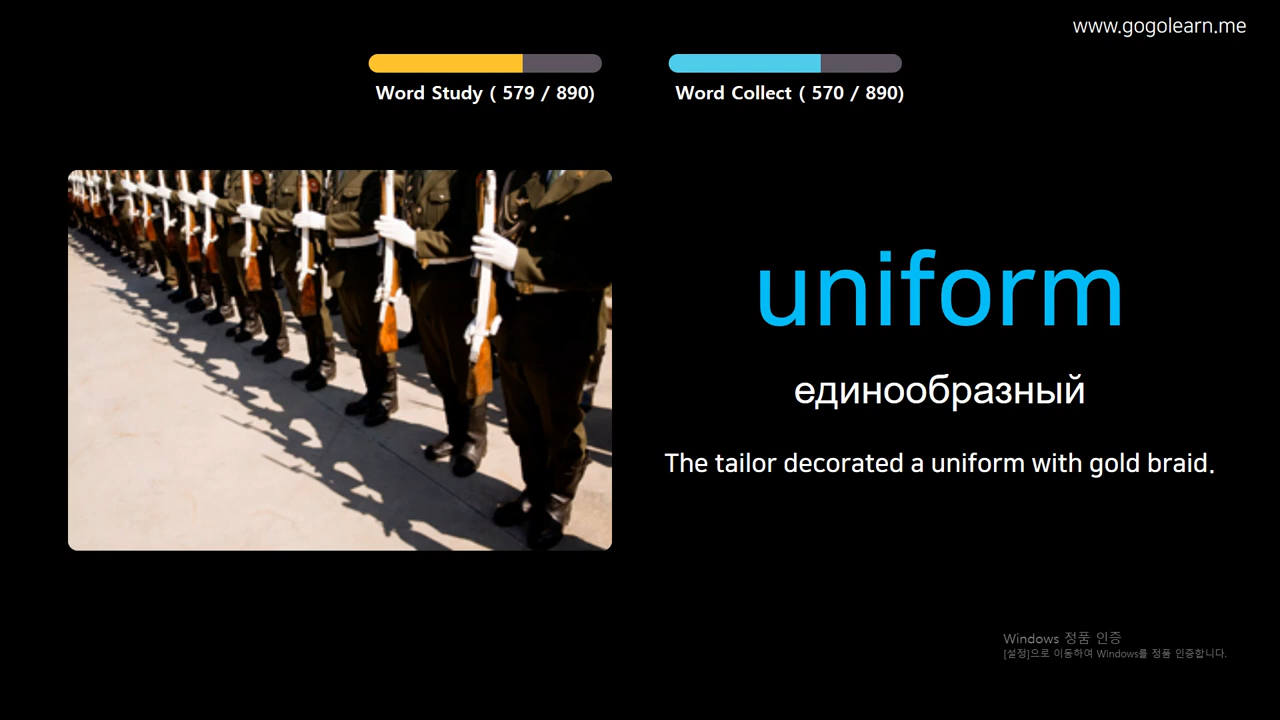 www.gogolearn.me
Word Study ( 579 / 890)
Word Collect ( 570 / 890)
uniform
единообразный
The tailor decorated a uniform with gold braid.
Windows 정품 인증
[설정]으로 이동하여 Windows를 정품 인증합니다.